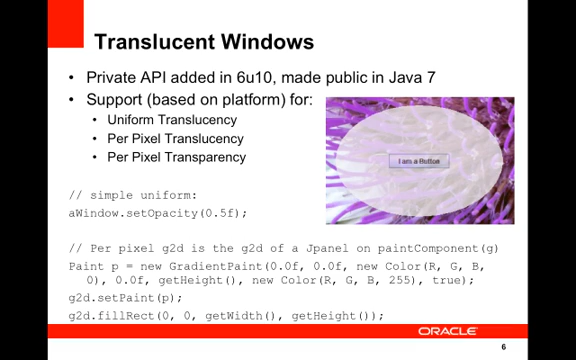 Translucent Windows
• Private API added in 6u10, made public in Java 7
• Support (based on platform) for:
• Uniform Translucency
• Per Pixel Translucency
• Per Pixel Transparency
I am a Button
// simple uniform:
aWindow.setOpacity(0.5f);
// Per pixel g2d is the g2d of a Jpanel on paintComponent(g)
Paint p = new GradientPaint(0.0f, 0.0f, new Color(R, G, B,
0), 0.0f, getHeight(), new Color(R, G, B, 255), true);
g2d.setPaint(p);
g2d.fillRect(0, 0, getWidth(), getHeight());
ORACLE
6